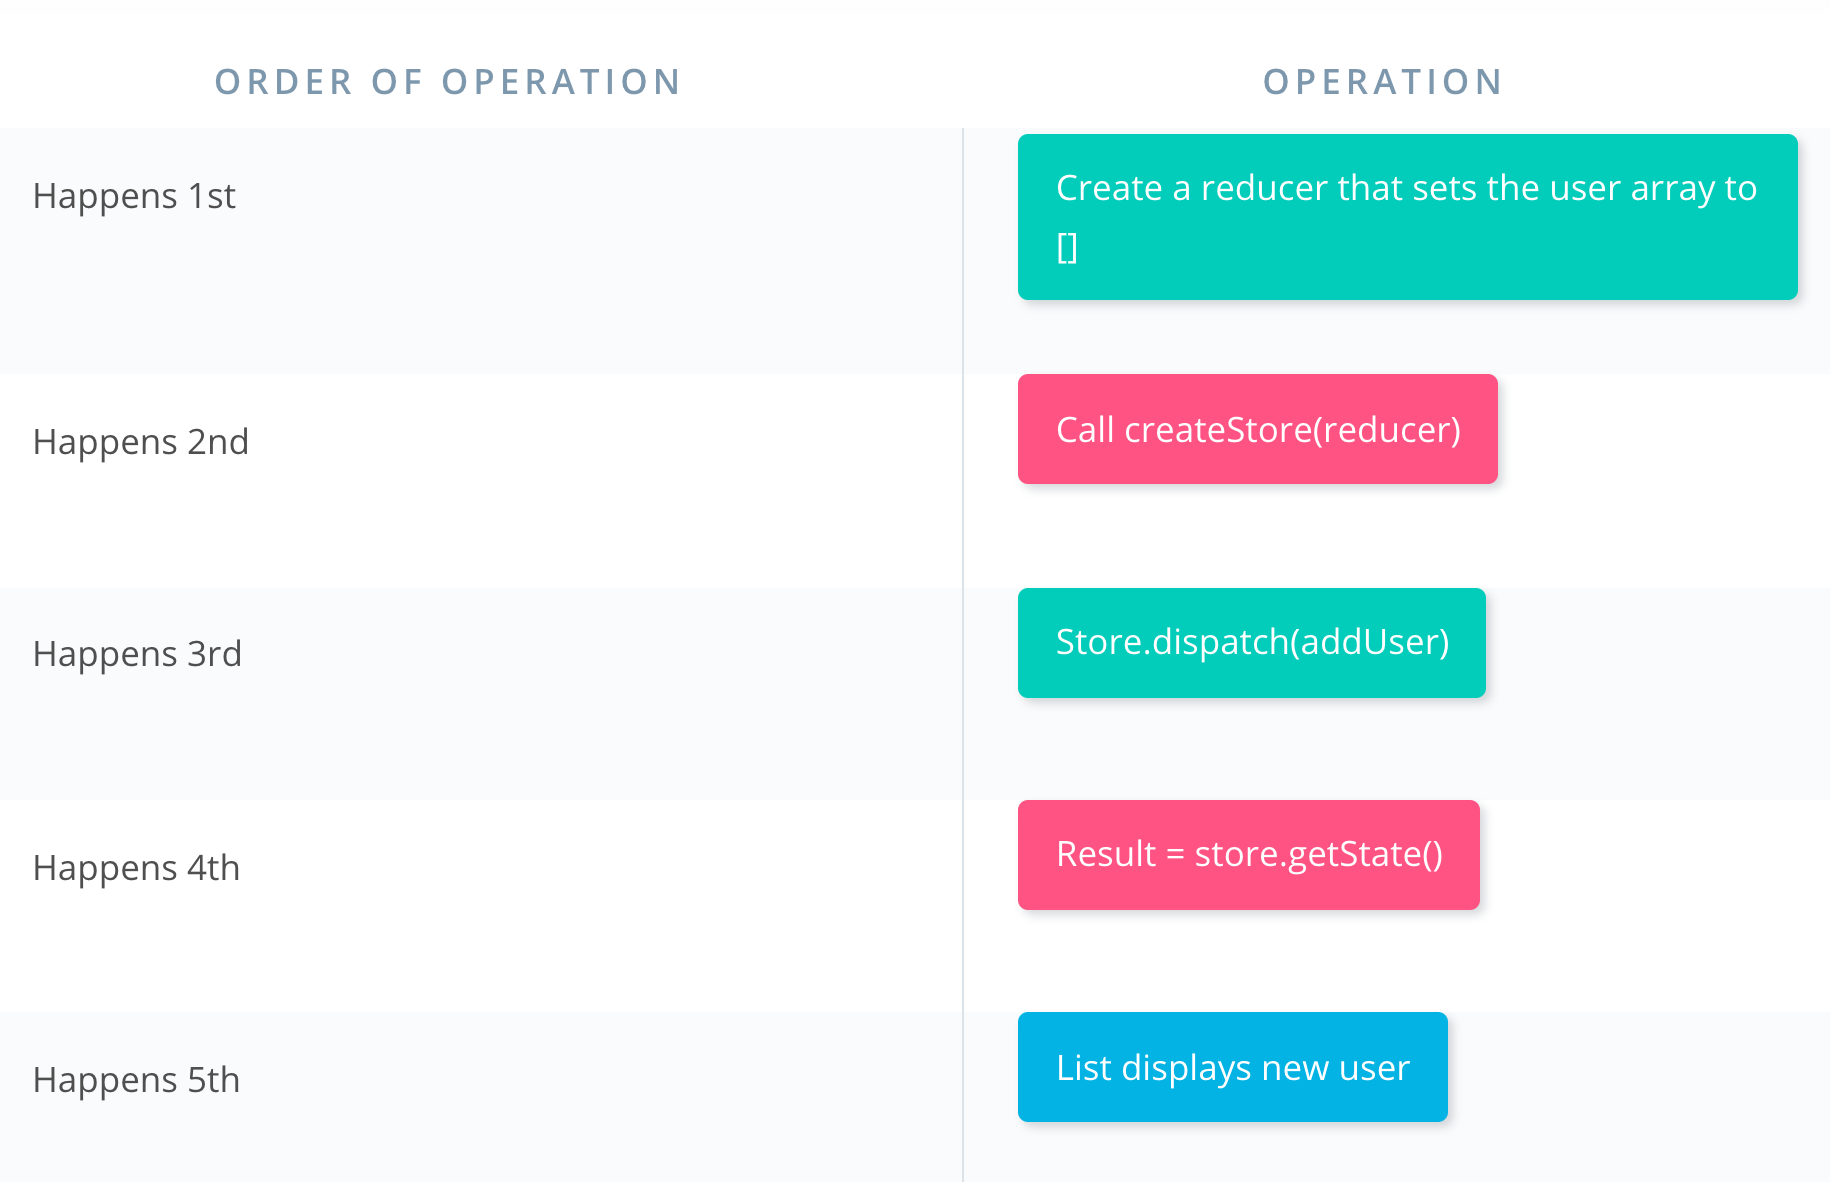 ORDER OF OPERATION
OPERATION
Happens 1st
Create a reducer that sets the user array to
[]
Happens 2nd
Call createStore(reducer)
Happens 3rd
Store.dispatch(addUser)
Happens 4th
Result = store.getState()
Happens 5th
List displays new user